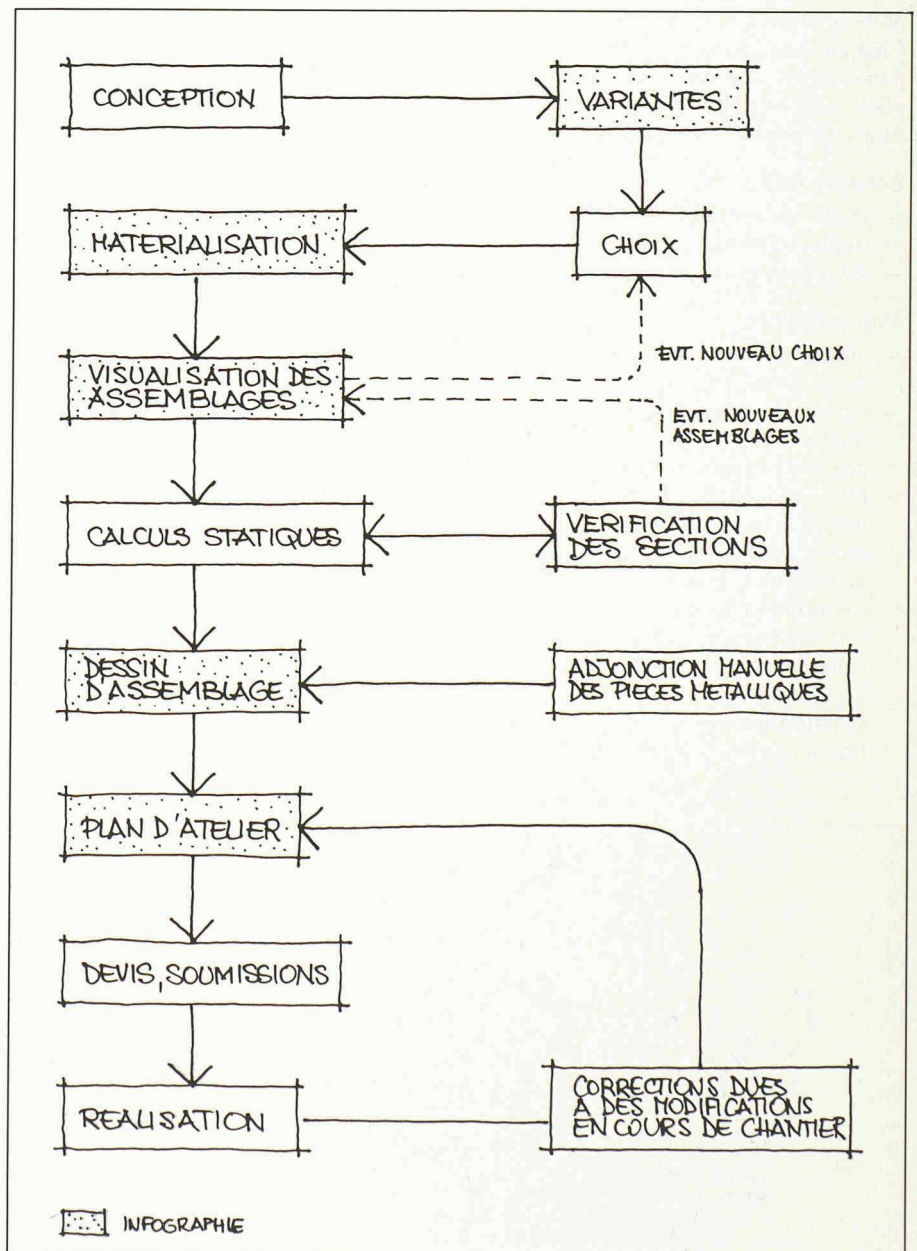 CONCEPTION
VARIANTES
MATERIALISATION
CHOIX
VISUALISATION DES
ASSEMBLAGES
EVT. NOUVEAU CHOIX
EVT. NOUVEAUX
ASSEMBLAGES
CALCULS STATIQUES
VERIFICATION
DES SECTIONS
DESSIN
D'ASSEMBLAGE
ADJONCTION MANUELLE
DES PIECES METALLIQUES
PLAN D'ATELIER
DEVIS, SOUMISSIONS
REALISATION
CORRECTIONS DUES
A DES MODIFICATIONS
EN COURS DE CHANTIER
INFOGRAPHIE